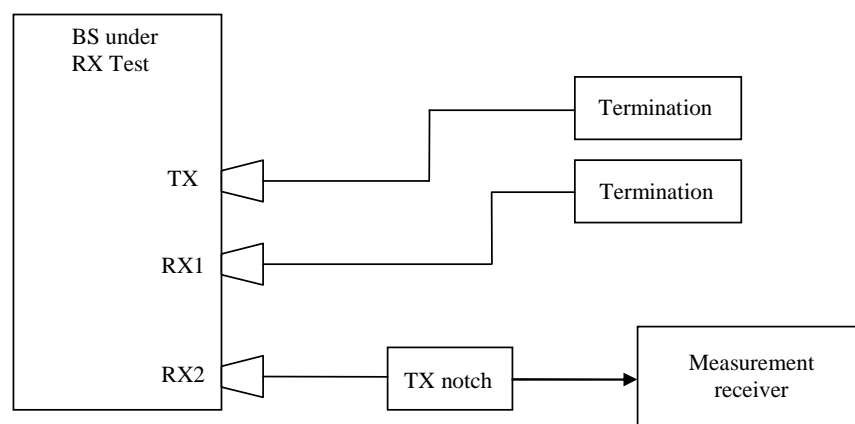 BS under
RX Test
Termination
TX
Termination
RX1
RX2
TX notch
Measurement
receiver